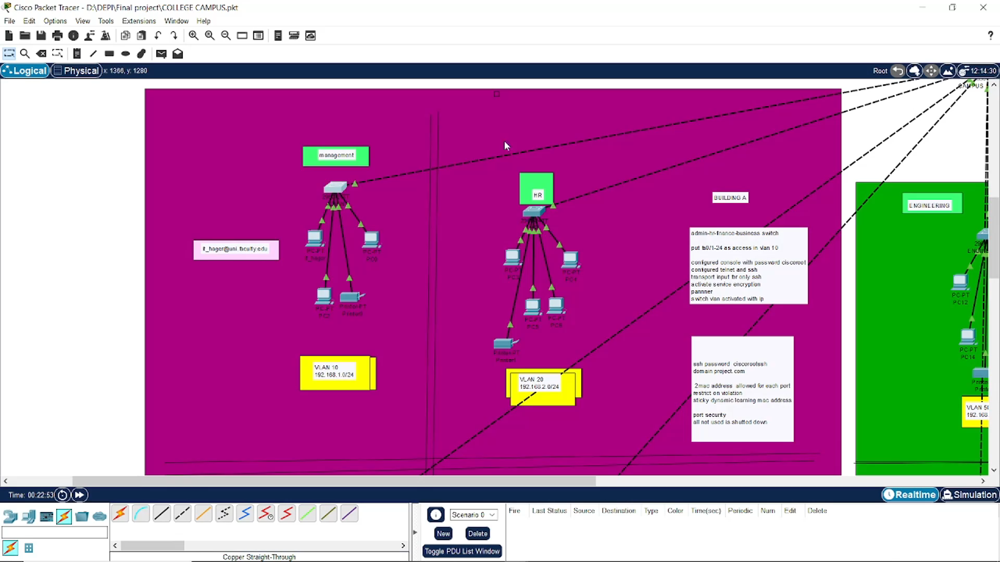 Cisco Packet Tracer - D:\DEPI\Final project\COLLEGE CAMPUS.pkt
File Edit Options View Tools Extensions Window Help
?
Logical Physical x: 1366, y: 1280
Root 12:14:30
CAMPUS
management
HR
BUILDING A
ENGINEERING
it_hager@uni.faculty.edu
PC-PT
it_hager
PC-PT
PC0
PC-PT
PC2
Printer-PT
Printer0
PC-PT
PC3
PC-PT
PC4
PC-PT
PC5
PC-PT
PC6
Printer-PT
Printer1
admin-hr-finance-business switch
put fa0/1-24 as access in vlan 10
configured console with password ciscoroot
configured telnet and ssh
transport input for only ssh
activate service encryption
pannner
switch vlan activated with ip
ssh password ciscorootssh
domain project.com
2mac address allowed for each port
restrict on violation
sticky dynamic learning mac address
port security
all not used is shutted down
VLAN 10
192.168.1.0/24
VLAN 20
192.168.2.0/24
PC-PT
PC12
PC-PT
PC14
VLAN 50
192.168.
Time: 00:22:53
Realtime Simulation
Scenario 0
New Delete
Toggle PDU List Window
Fire Last Status Source Destination Type Color Time(sec) Periodic Num Edit Delete
Copper Straight-Through